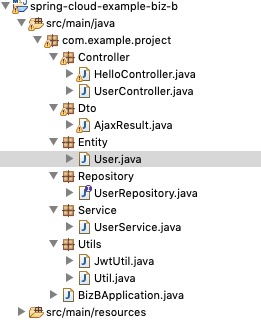 spring-cloud-example-biz-b
src/main/java
com.example.project
Controller
HelloController.java
UserController.java
Dto
AjaxResult.java
Entity
User.java
Repository
UserRepository.java
Service
UserService.java
Utils
JwtUtil.java
Util.java
BizBApplication.java
src/main/resources